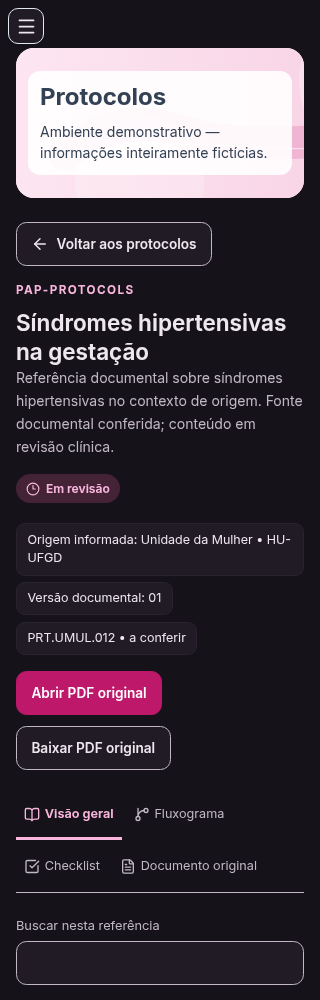 Protocolos
Ambiente demonstrativo —
informações inteiramente fictícias.
Voltar aos protocolos
PAP-PROTOCOLS
Síndromes hipertensivas
na gestação
Referência documental sobre síndromes
hipertensivas no contexto de origem. Fonte
documental conferida; conteúdo em
revisão clínica.
Em revisão
Origem informada: Unidade da Mulher • HU-
UFGD
Versão documental: 01
PRT.UMUL.012 • a conferir
Abrir PDF original
Baixar PDF original
Visão geral
Fluxograma
Checklist
Documento original
Buscar nesta referência